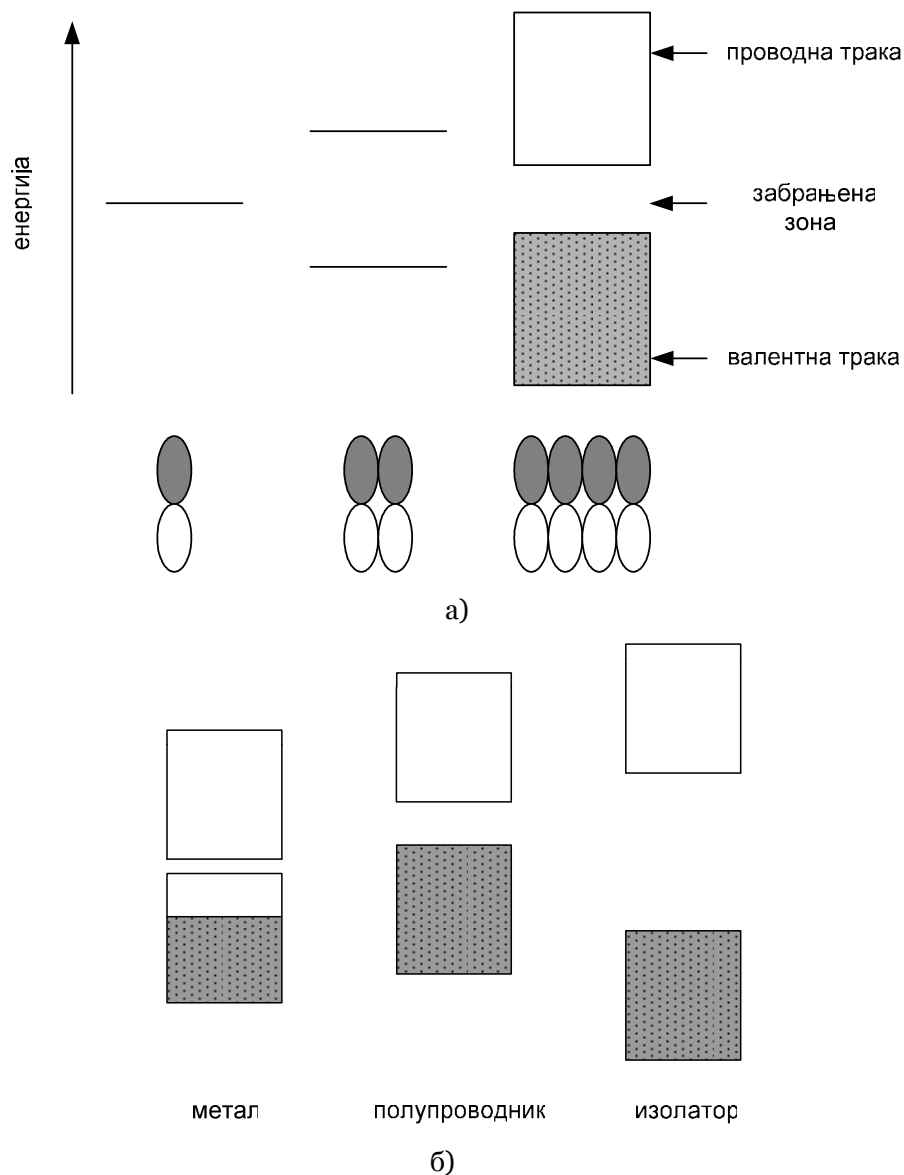 енергија
проводна трака
забрањена
зона
валентна трака
а)
метал
полупроводник
изолатор
б)